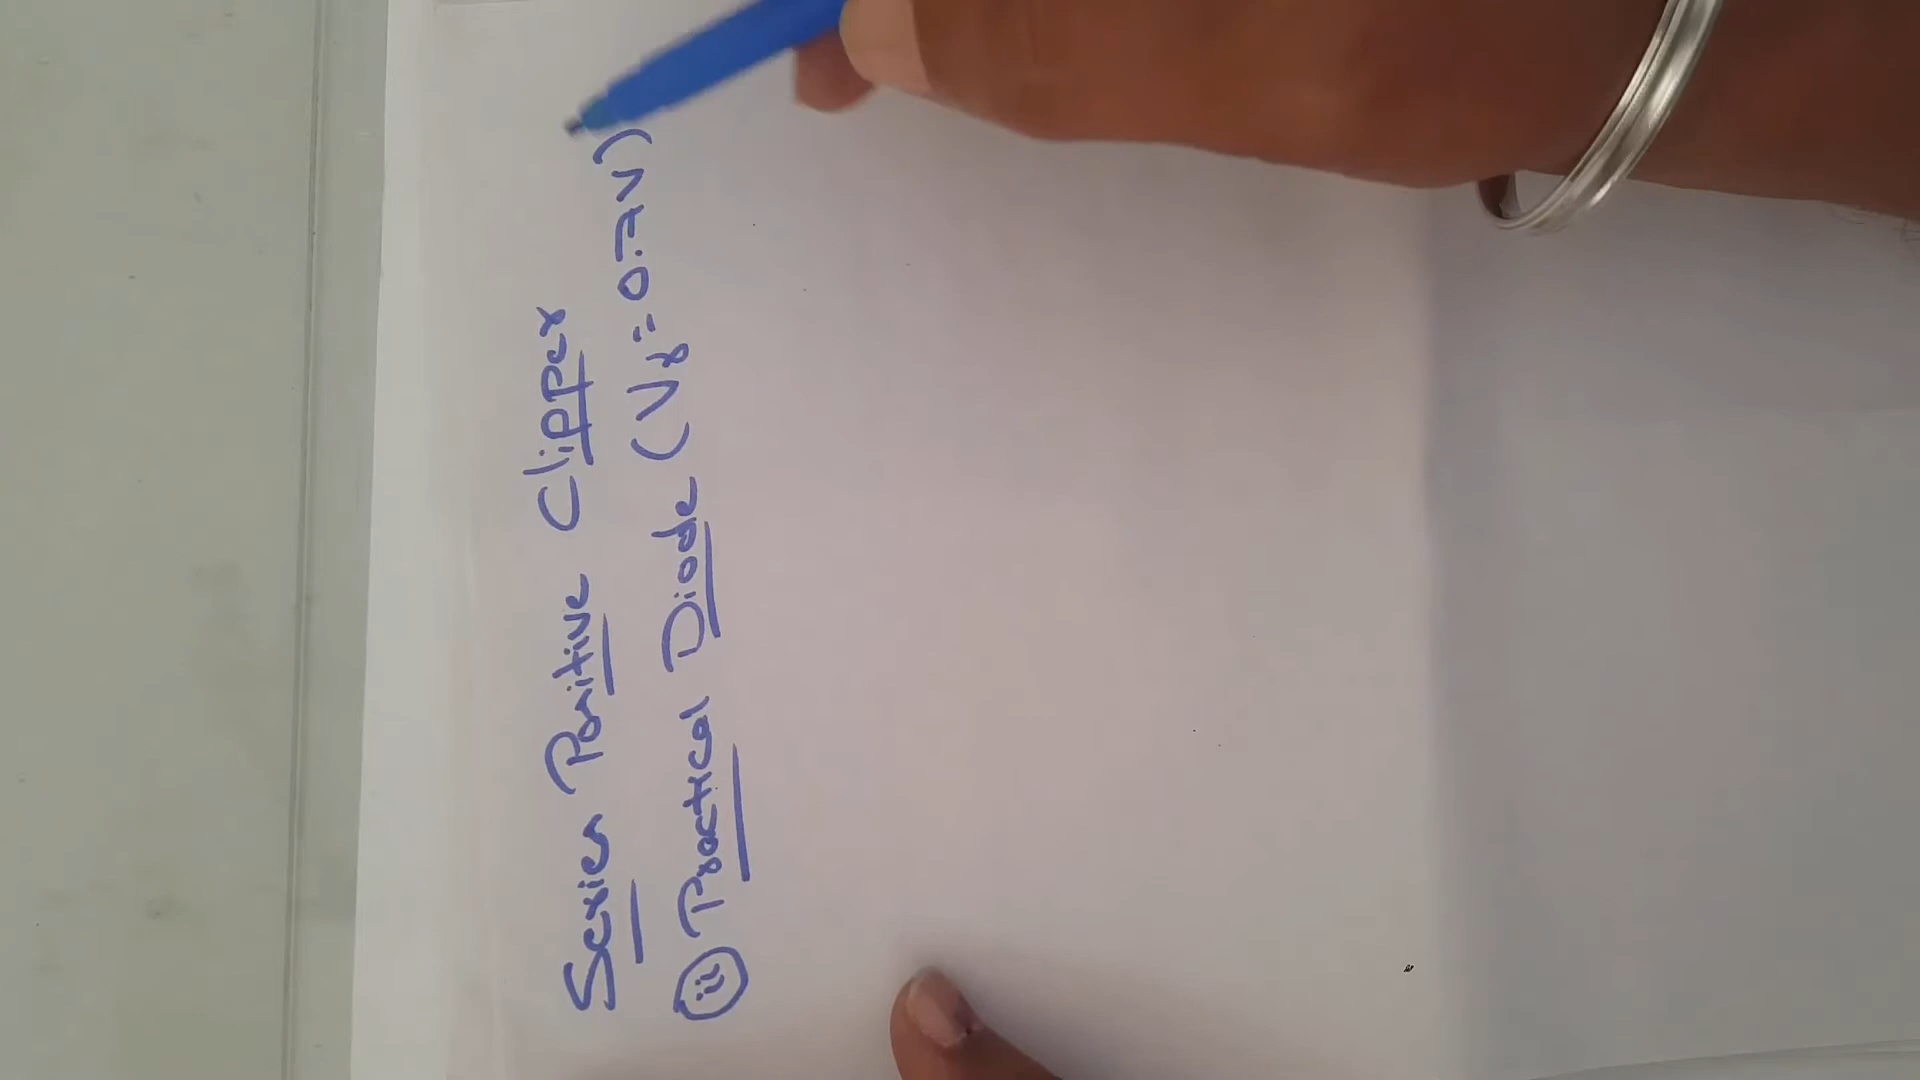 Series Positive Clipper
(ii) Practical Diode (Vγ = 0.7V)